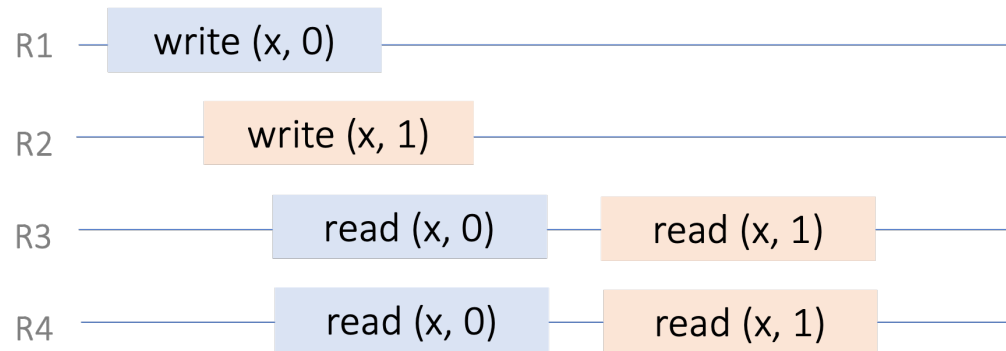 R1 write (x, 0)
R2 write (x, 1)
R3 read (x, 0) read (x, 1)
R4 read (x, 0) read (x, 1)